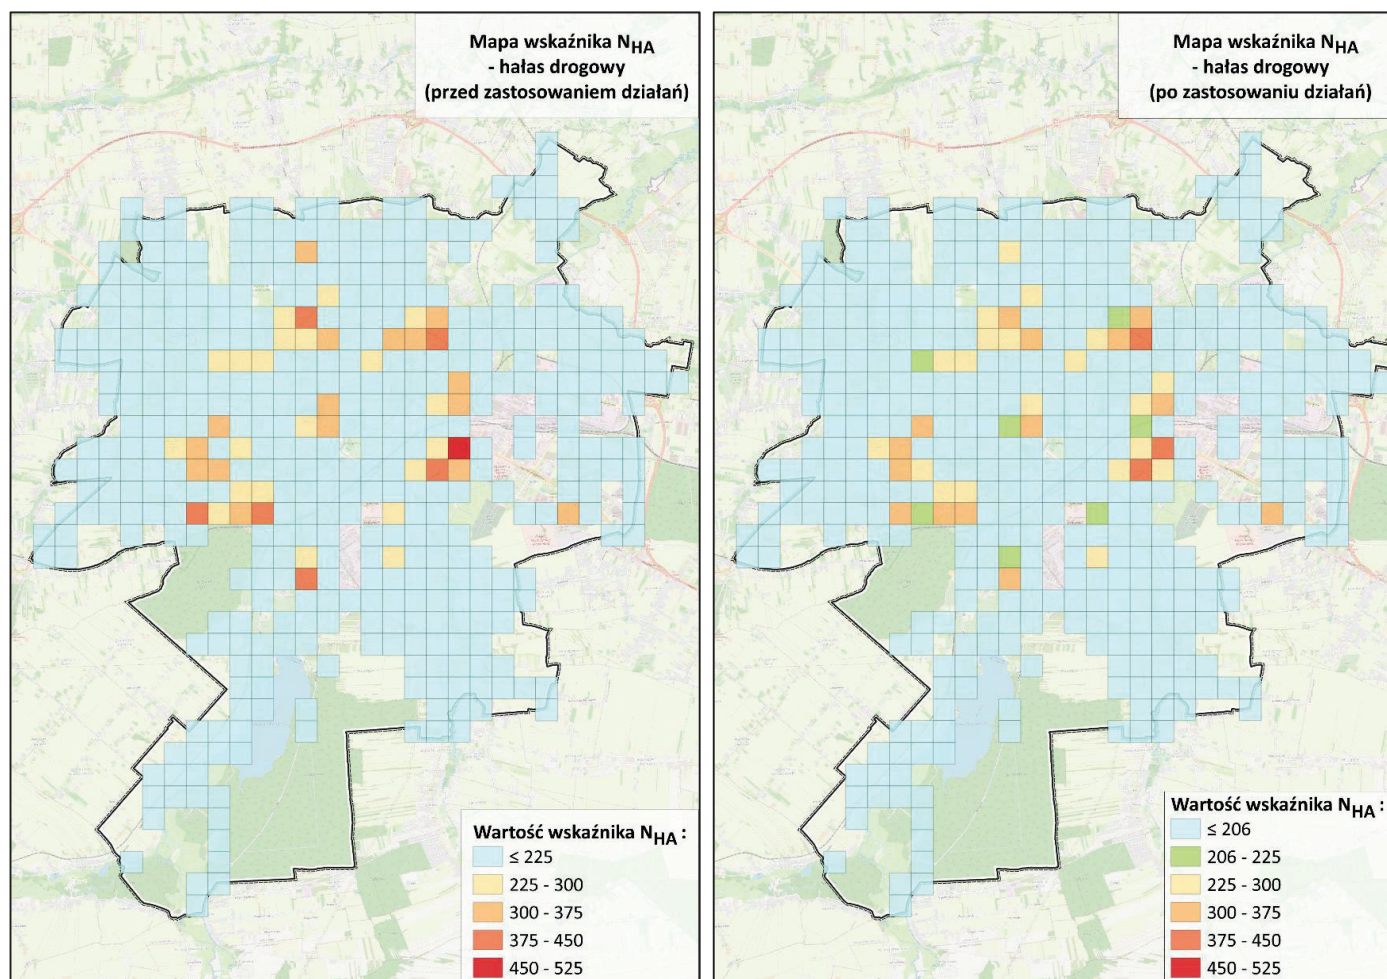 Mapa wskaźnika NHA
- hałas drogowy
(przed zastosowaniem działań)
Wartość wskaźnika NHA :
≤ 225
225 - 300
300 - 375
375 - 450
450 - 525
Mapa wskaźnika NHA
- hałas drogowy
(po zastosowaniu działań)
Wartość wskaźnika NHA :
≤ 206
206 - 225
225 - 300
300 - 375
375 - 450
450 - 525